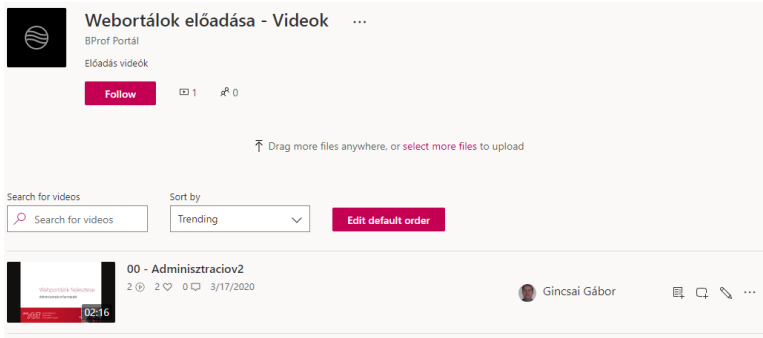 Webortálok előadása - Videok
BProf Portál
Előadás videók
Follow
1
0
Drag more files anywhere, or select more files to upload
Search for videos
Sort by
Search for videos
Trending
Edit default order
00 - Adminisztraciov2
2 2 0 3/17/2020
Gincsai Gábor
Webportálok fejlesztése
02:16